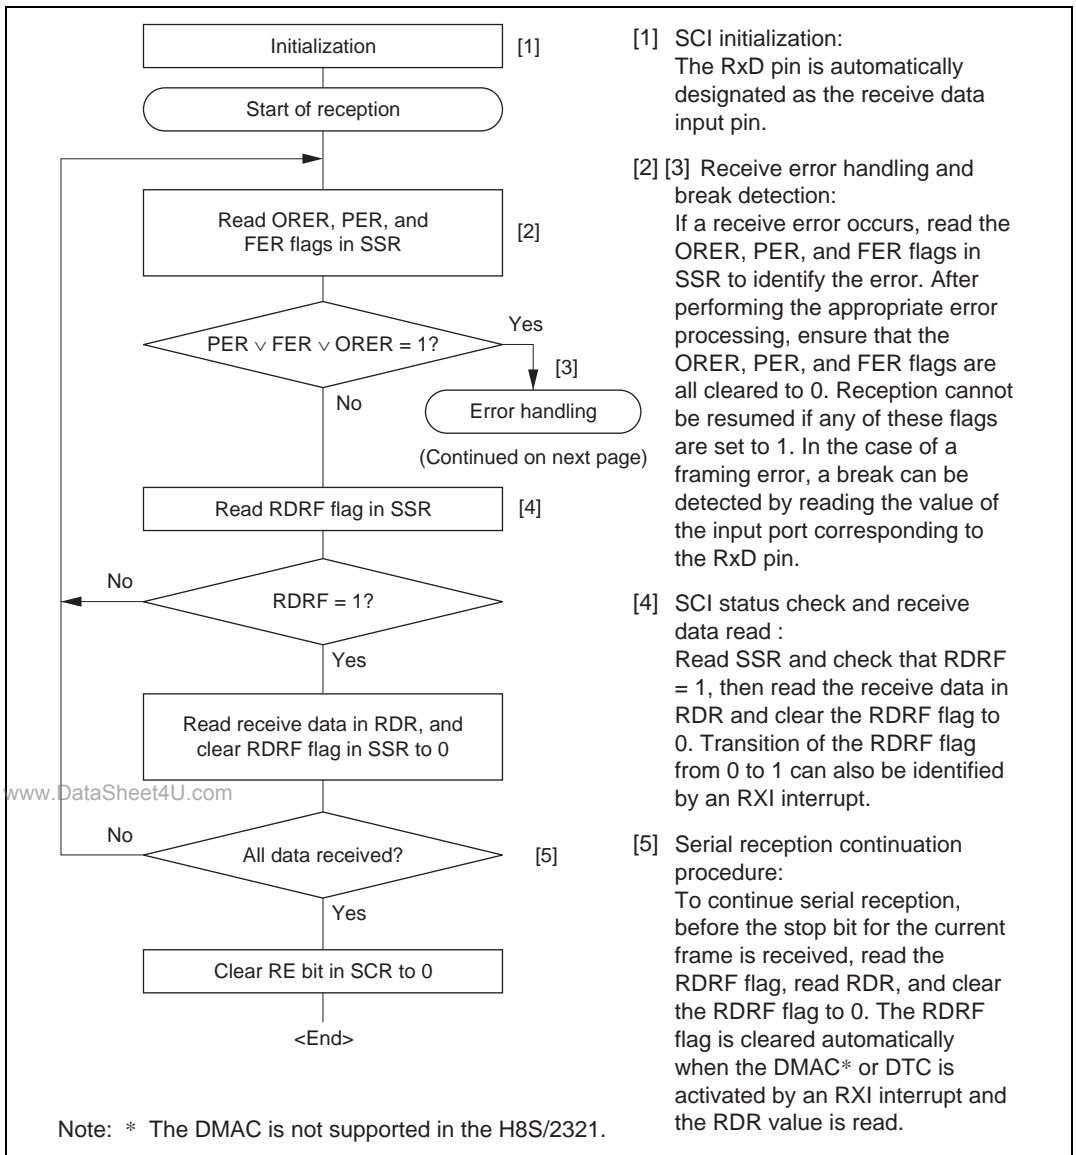 Initialization [1]
Start of reception
Read ORER, PER, and
FER flags in SSR
[2]
PER ∨ FER ∨ ORER = 1?
Yes
[3]
No
Error handling
(Continued on next page)
Read RDRF flag in SSR [4]
No
RDRF = 1?
Yes
Read receive data in RDR, and
clear RDRF flag in SSR to 0
www.DataSheet4U.com
No
All data received? [5]
Yes
Clear RE bit in SCR to 0
<End>
[1] SCI initialization:
The RxD pin is automatically
designated as the receive data
input pin.
[2] [3] Receive error handling and
break detection:
If a receive error occurs, read the
ORER, PER, and FER flags in
SSR to identify the error. After
performing the appropriate error
processing, ensure that the
ORER, PER, and FER flags are
all cleared to 0. Reception cannot
be resumed if any of these flags
are set to 1. In the case of a
framing error, a break can be
detected by reading the value of
the input port corresponding to
the RxD pin.
[4] SCI status check and receive
data read :
Read SSR and check that RDRF
= 1, then read the receive data in
RDR and clear the RDRF flag to
0. Transition of the RDRF flag
from 0 to 1 can also be identified
by an RXI interrupt.
[5] Serial reception continuation
procedure:
To continue serial reception,
before the stop bit for the current
frame is received, read the
RDRF flag, read RDR, and clear
the RDRF flag to 0. The RDRF
flag is cleared automatically
when the DMAC* or DTC is
activated by an RXI interrupt and
the RDR value is read.
Note: * The DMAC is not supported in the H8S/2321.